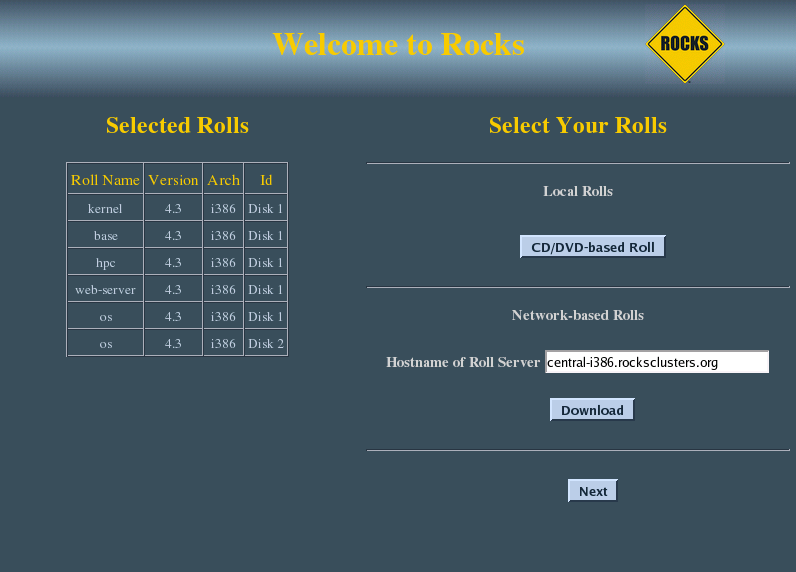 Welcome to Rocks
ROCKS
Selected Rolls
Roll Name Version Arch Id
kernel 4.3 i386 Disk 1
base 4.3 i386 Disk 1
hpc 4.3 i386 Disk 1
web-server 4.3 i386 Disk 1
os 4.3 i386 Disk 1
os 4.3 i386 Disk 2
Select Your Rolls
Local Rolls
CD/DVD-based Roll
Network-based Rolls
Hostname of Roll Server central-i386.rocksclusters.org
Download
Next